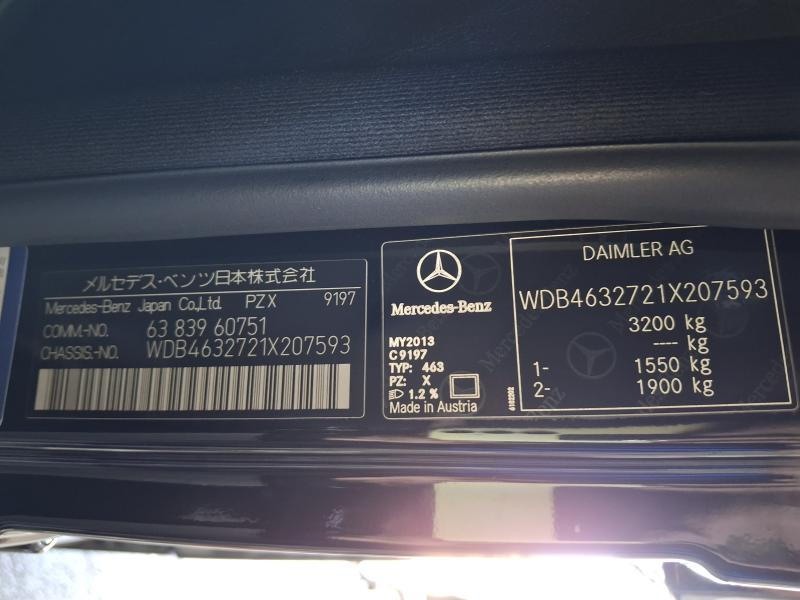 メルセデス・ベンツ日本株式会社
Mercedes-Benz Japan Co.,Ltd. PZX 9197
COMM.-NO. 63 839 60751
CHASSIS.-NO. WDB4632721X207593
Mercedes-Benz
MY2013
C9197
TYP: 463
PZ: X
1.2 %
Made in Austria
DAIMLER AG
WDB4632721X207593
3200 kg
---- kg
1- 1550 kg
2- 1900 kg